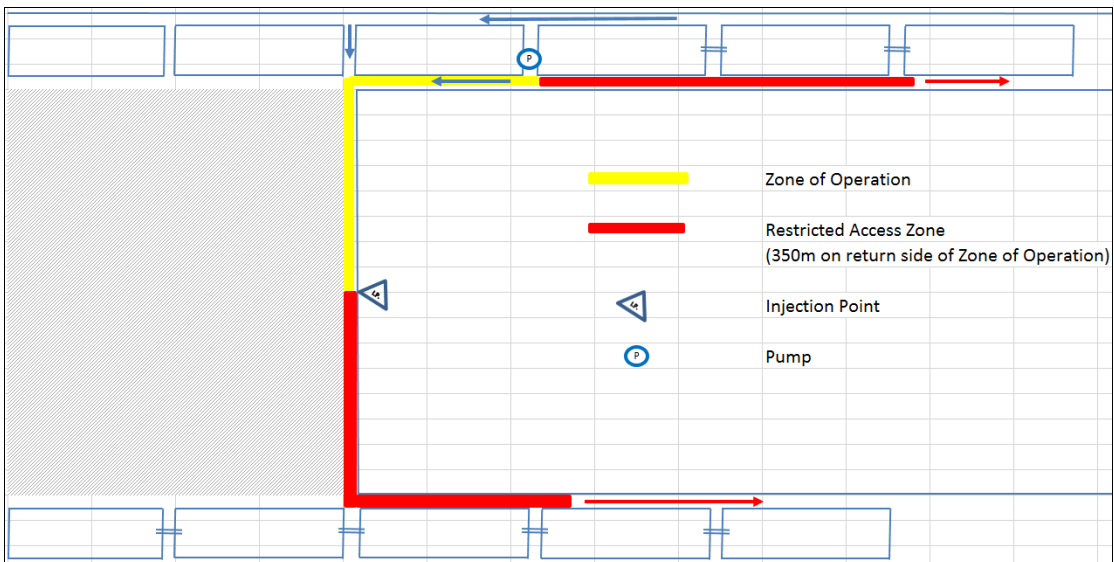 P
Zone of Operation
Restricted Access Zone
(350m on return side of Zone of Operation)
I.P.
I.P.
Injection Point
P
Pump